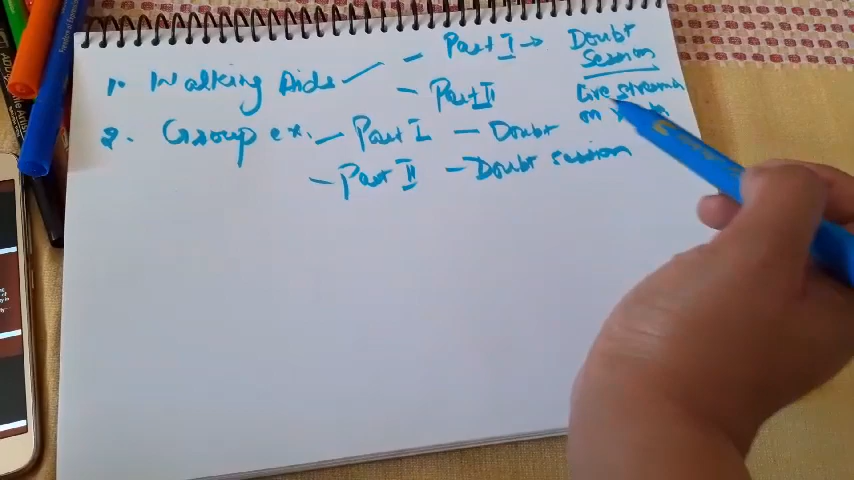 1. Walking Aids - Part I → Doubt Session
- Part II
Live stream on
2. Group ex. - Part I - Doubt
- Part II - Doubt session